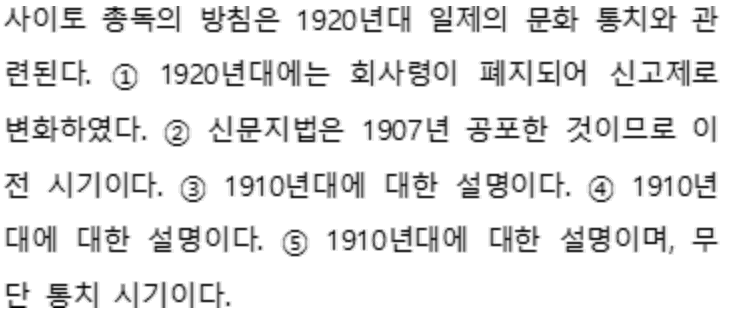 사이토 총독의 방침은 1920년대 일제의 문화 통치와 관
련된다. ① 1920년대에는 회사령이 폐지되어 신고제로
변화하였다. ② 신문지법은 1907년 공포한 것이므로 이
전 시기이다. ③ 1910년대에 대한 설명이다. ④ 1910년
대에 대한 설명이다. ⑤ 1910년대에 대한 설명이며, 무
단 통치 시기이다.